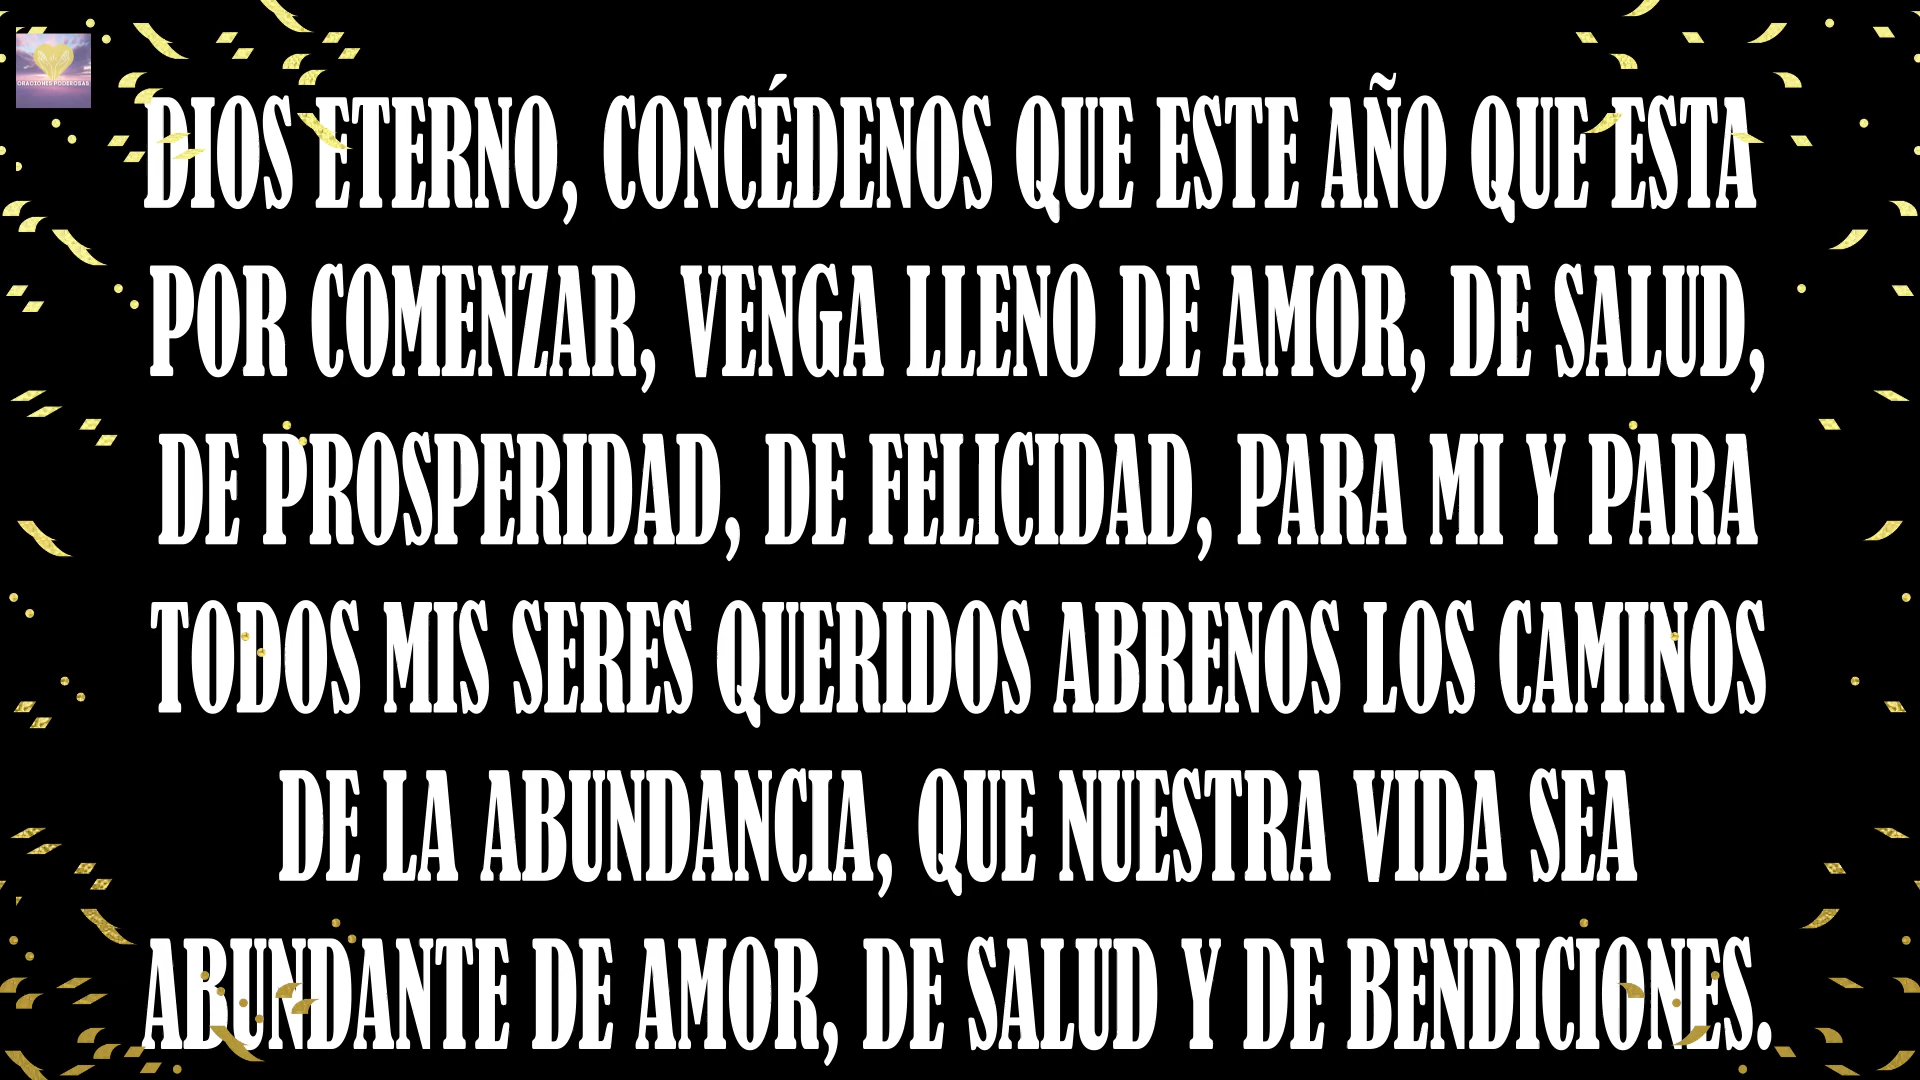 ORACIONES PODEROSAS
DIOS ETERNO, CONCÉDENOS QUE ESTE AÑO QUE ESTA
POR COMENZAR, VENGA LLENO DE AMOR, DE SALUD,
DE PROSPERIDAD, DE FELICIDAD, PARA MI Y PARA
TODOS MIS SERES QUERIDOS ABRENOS LOS CAMINOS
DE LA ABUNDANCIA, QUE NUESTRA VIDA SEA
ABUNDANTE DE AMOR, DE SALUD Y DE BENDICIONES.